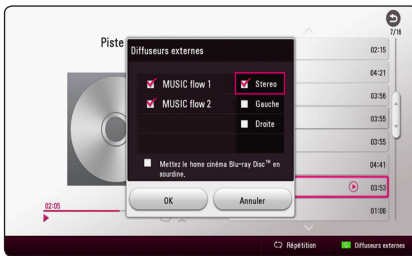 7/16
Piste
Diffuseurs externes
02:15
04:21
03:56
03:55
03:55
04:41
03:53
01:06
MUSIC flow 1
Stereo
MUSIC flow 2
Gauche
Droite
Mettez le home cinéma Blu-ray Disc™ en
sourdine.
OK
Annuler
02:05
Répétition
Diffuseurs externes